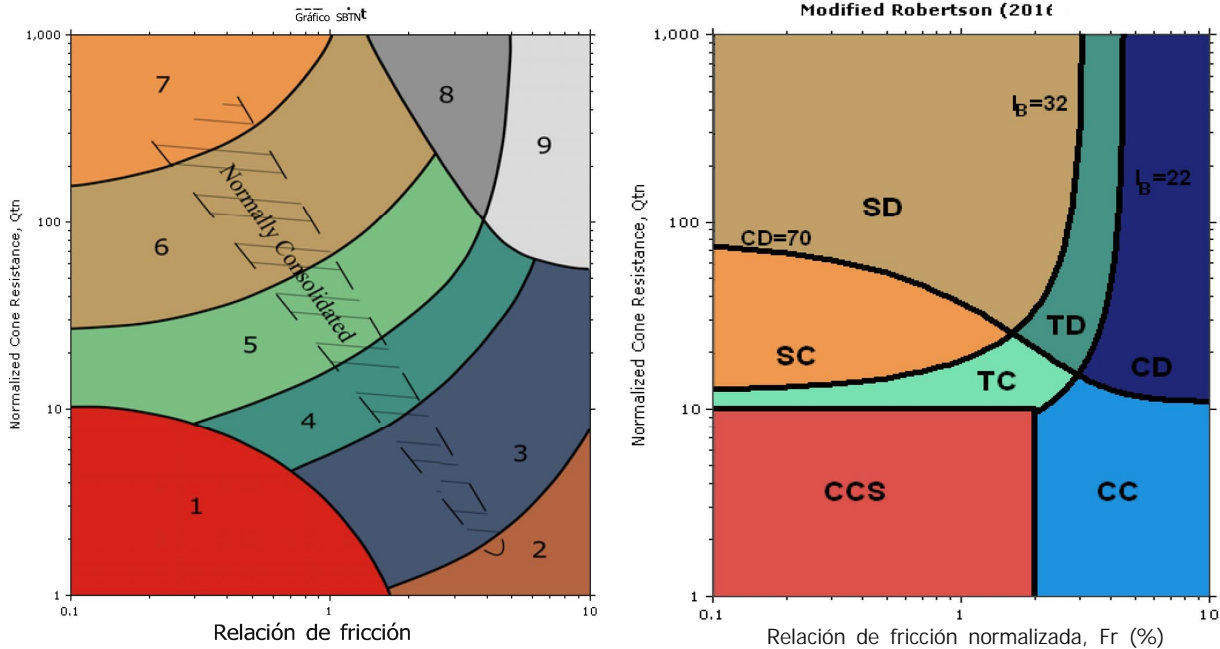 Gráfico SBTN
1,000
100
10
1
0.1
1
10
Normalized Cone Resistance, Qtn
Relación de fricción
7
8
9
6
5
4
3
1
2
Normally Consolidated
Modified Robertson (2016
1,000
100
10
1
0.1
1
10
Normalized Cone Resistance, Qtn
Relación de fricción normalizada, Fr (%)
IB=32
IB=22
SD
CD=70
SC
TD
TC
CD
CCS
CC